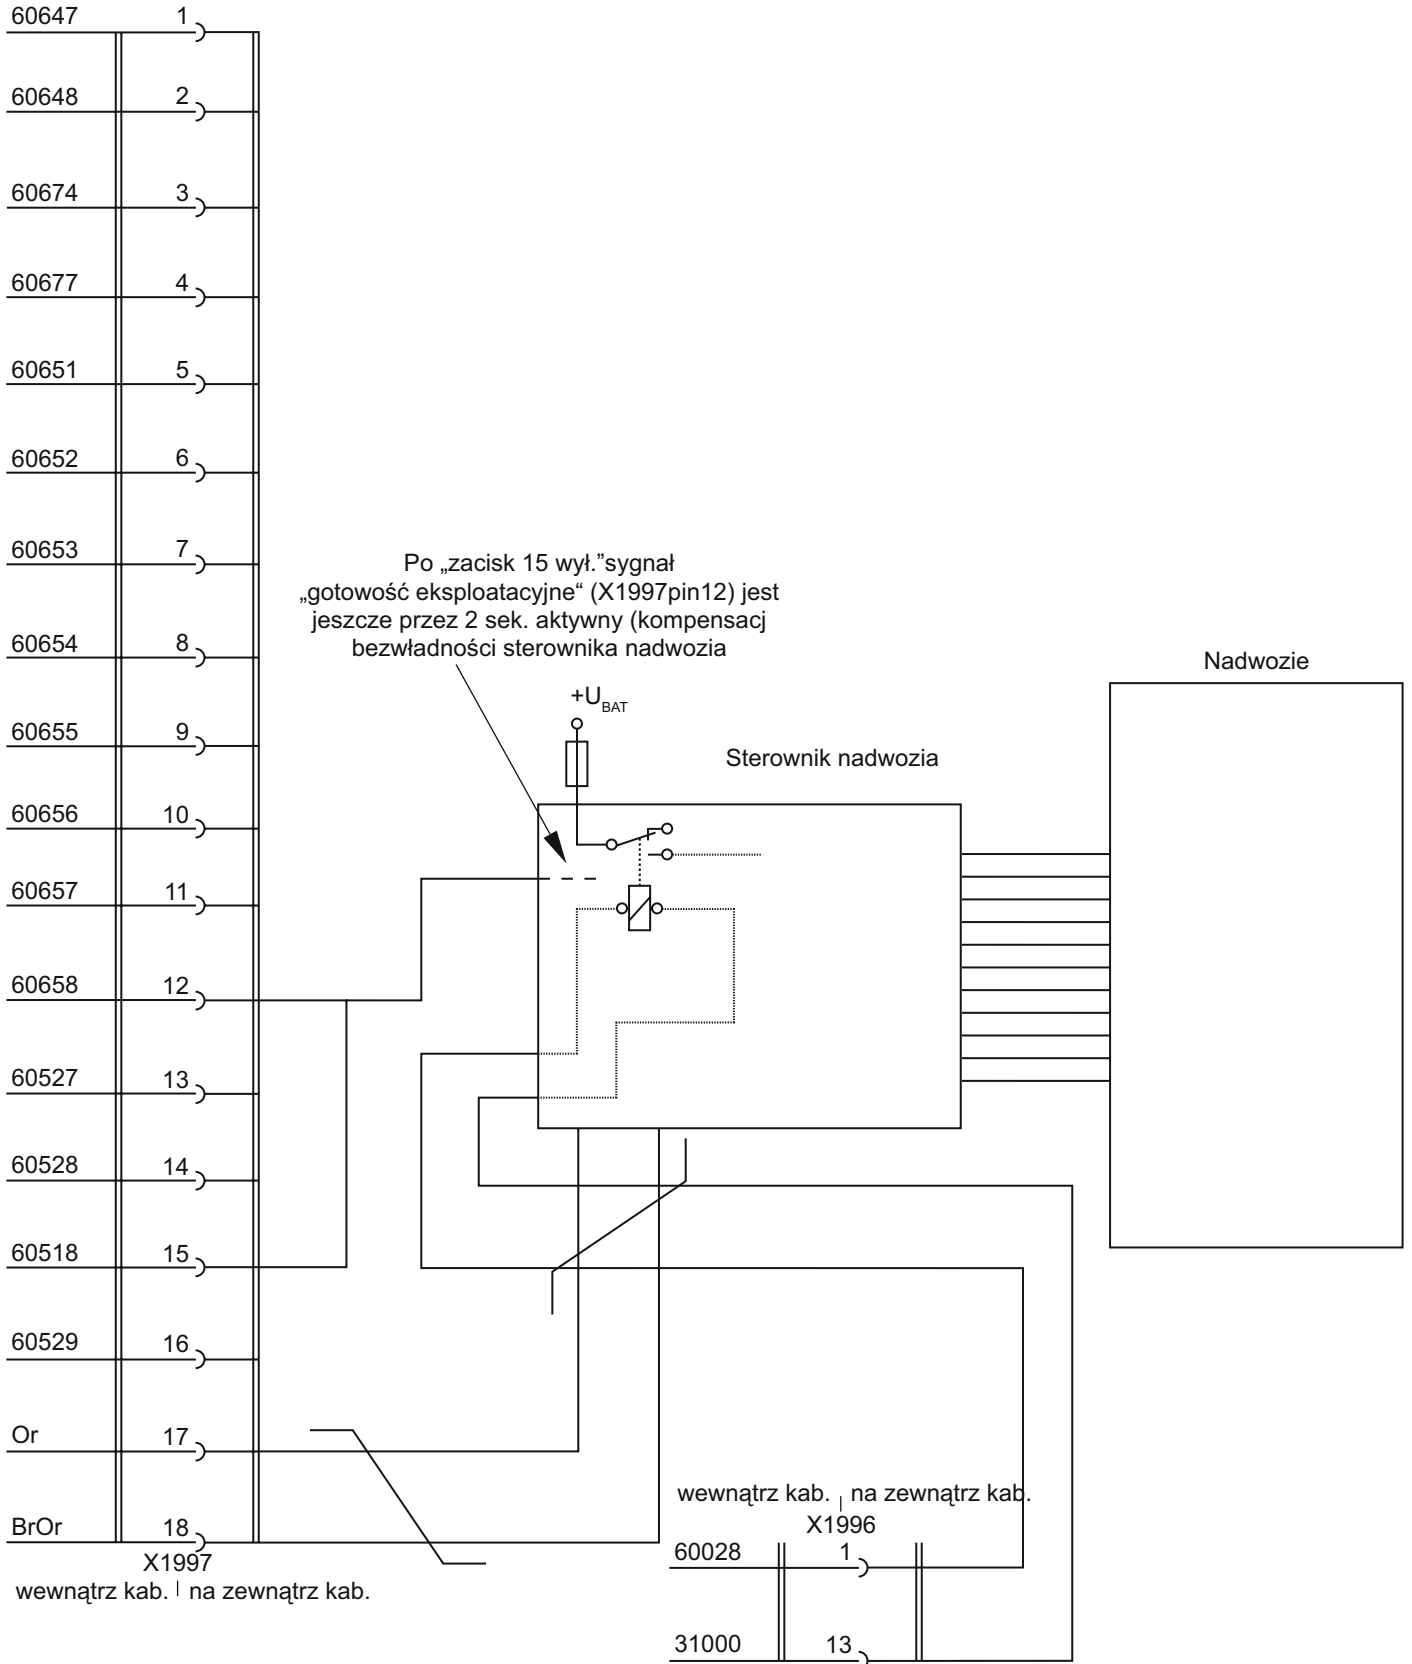 60647 1
60648 2
60674 3
60677 4
60651 5
60652 6
60653 7
Po „zacisk 15 wył.”sygnał
„gotowość eksploatacyjne“ (X1997pin12) jest
jeszcze przez 2 sek. aktywny (kompensacj
bezwładności sterownika nadwozia
60654 8
Nadwozie
+UBAT
60655 9
Sterownik nadwozia
60656 10
60657 11
60658 12
60527 13
60528 14
60518 15
60529 16
Or 17
wewnątrz kab. na zewnątrz kab.
X1996
BrOr 18
60028 1
X1997
wewnątrz kab. na zewnątrz kab.
31000 13